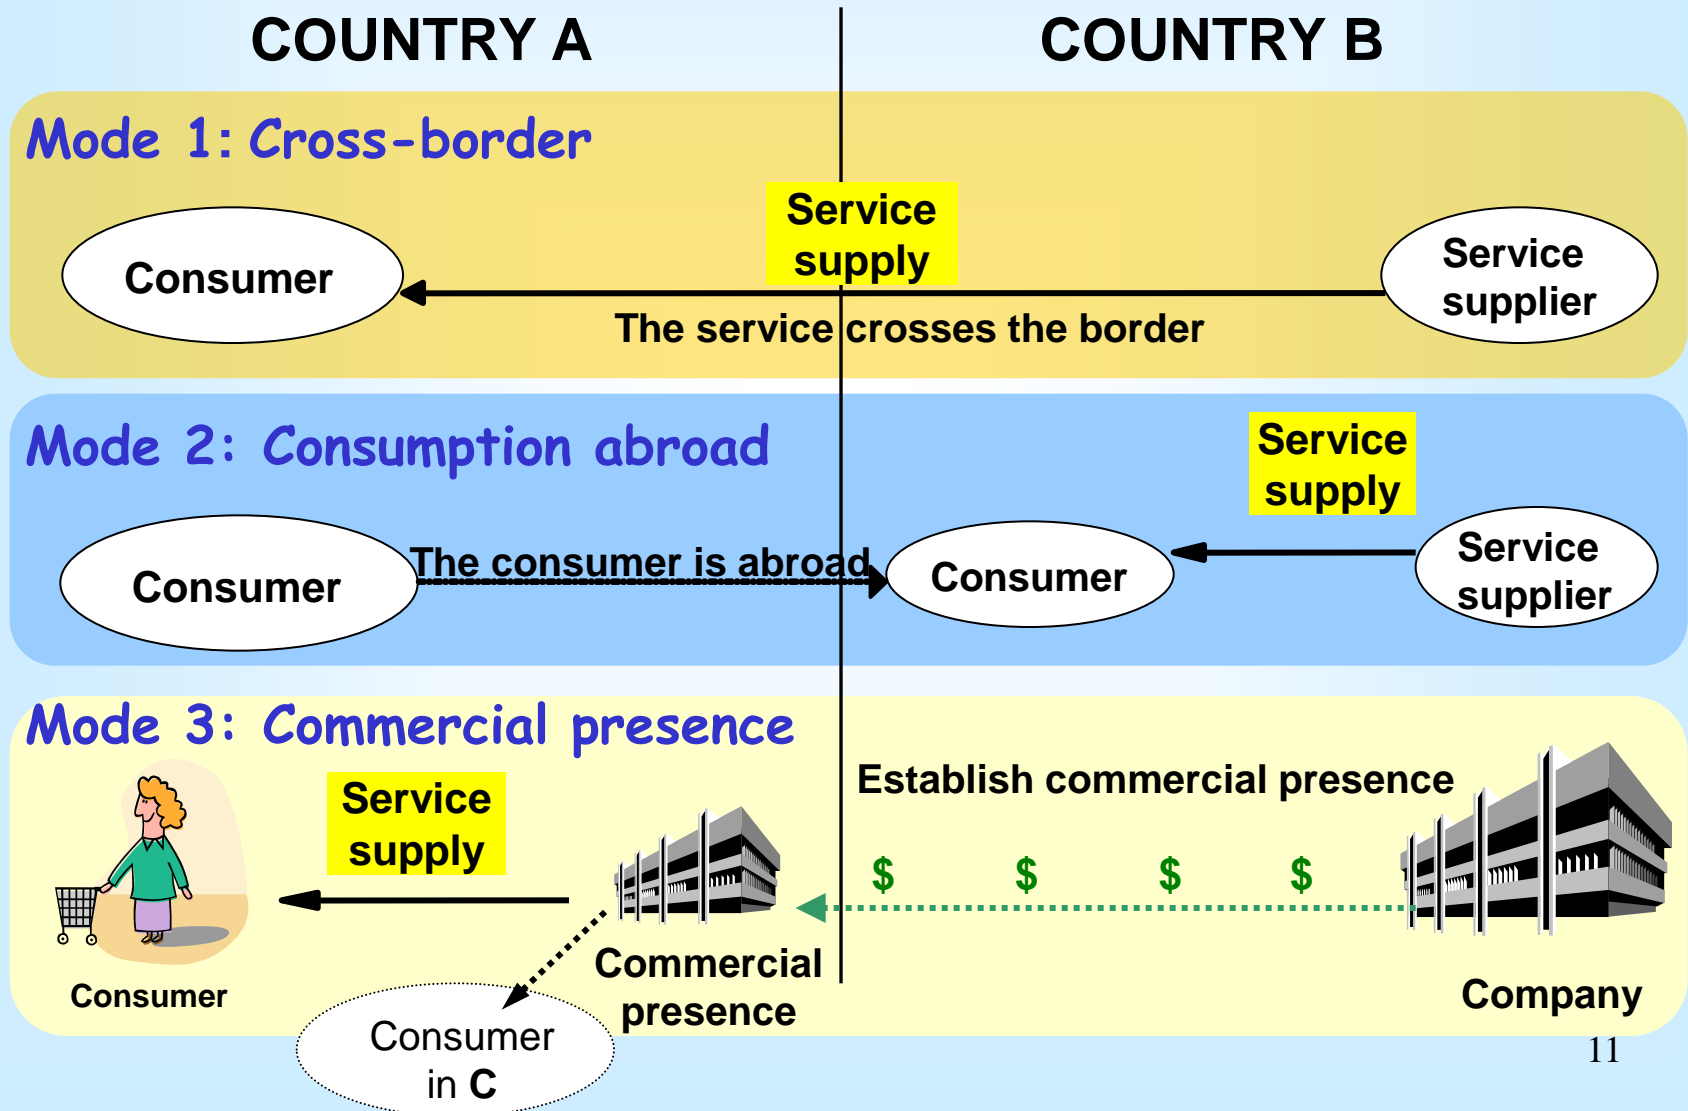 COUNTRY A
COUNTRY B
Mode 1: Cross-border
Service
supply
Consumer
Service
supplier
The service crosses the border
Mode 2: Consumption abroad
Service
supply
Consumer
The consumer is abroad
Consumer
Service
supplier
Mode 3: Commercial presence
Service
supply
Establish commercial presence
$ $ $ $
Consumer
Commercial
presence
Company
Consumer
in C
11